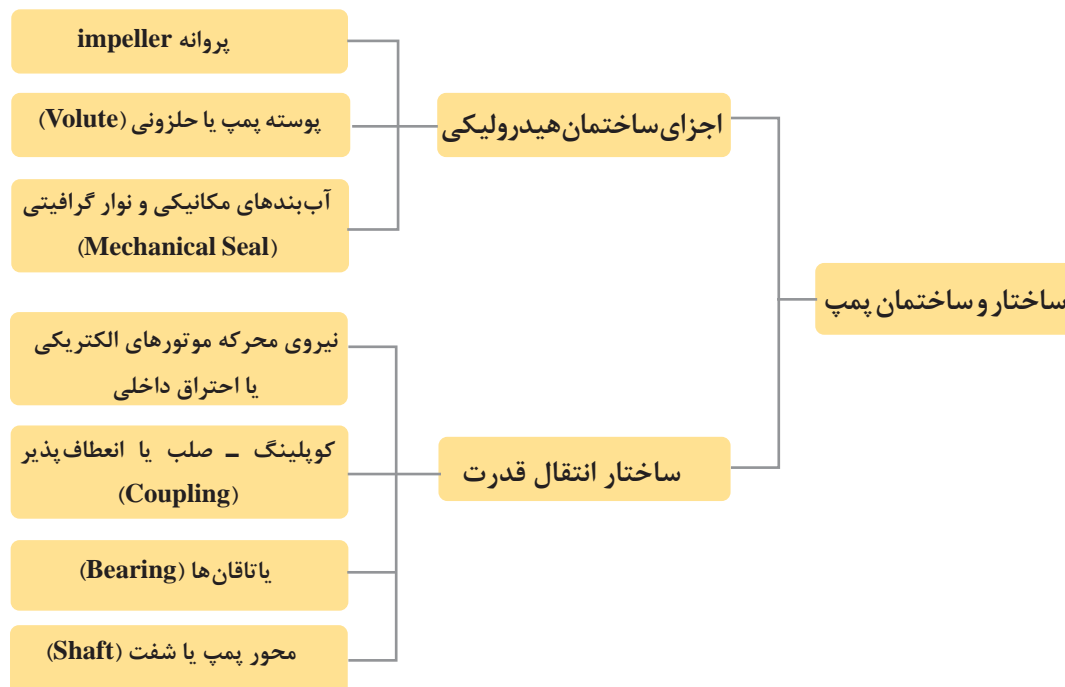 ساختار و ساختمان پمپ
اجزای ساختمان هیدرولیکی
پروانه impeller
پوسته پمپ یا حلزونی (Volute)
آب‌بندهای مکانیکی و نوار گرافیتی
(Mechanical Seal)
ساختار انتقال قدرت
نیروی محرکه موتورهای الکتریکی
یا احتراق داخلی
کوپلینگ ــ صلب یا انعطاف‌پذیر
(Coupling)
یاتاقان‌ها (Bearing)
محور پمپ یا شفت (Shaft)